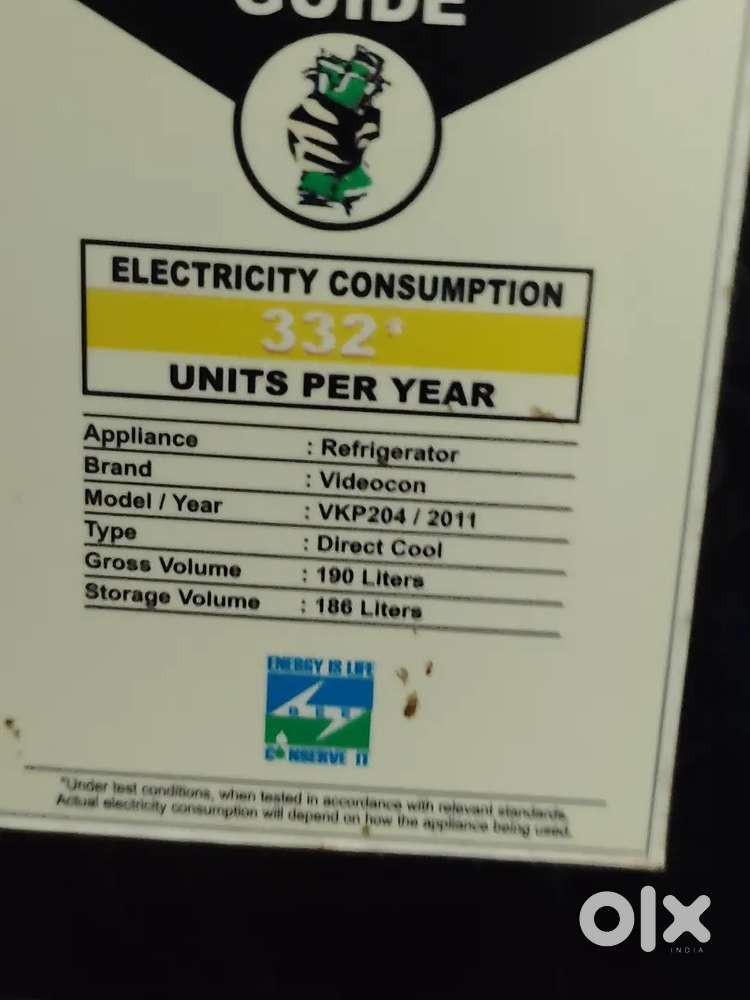 GUIDE
ELECTRICITY CONSUMPTION
332*
UNITS PER YEAR
Appliance : Refrigerator
Brand : Videocon
Model / Year : VKP204 / 2011
Type : Direct Cool
Gross Volume : 190 Liters
Storage Volume : 186 Liters
ENERGY IS LIFE
BEE
CONSERVE IT
*Under test conditions, when tested in accordance with relevant standards.
Actual electricity consumption will depend on how the appliance being used.
olx
INDIA